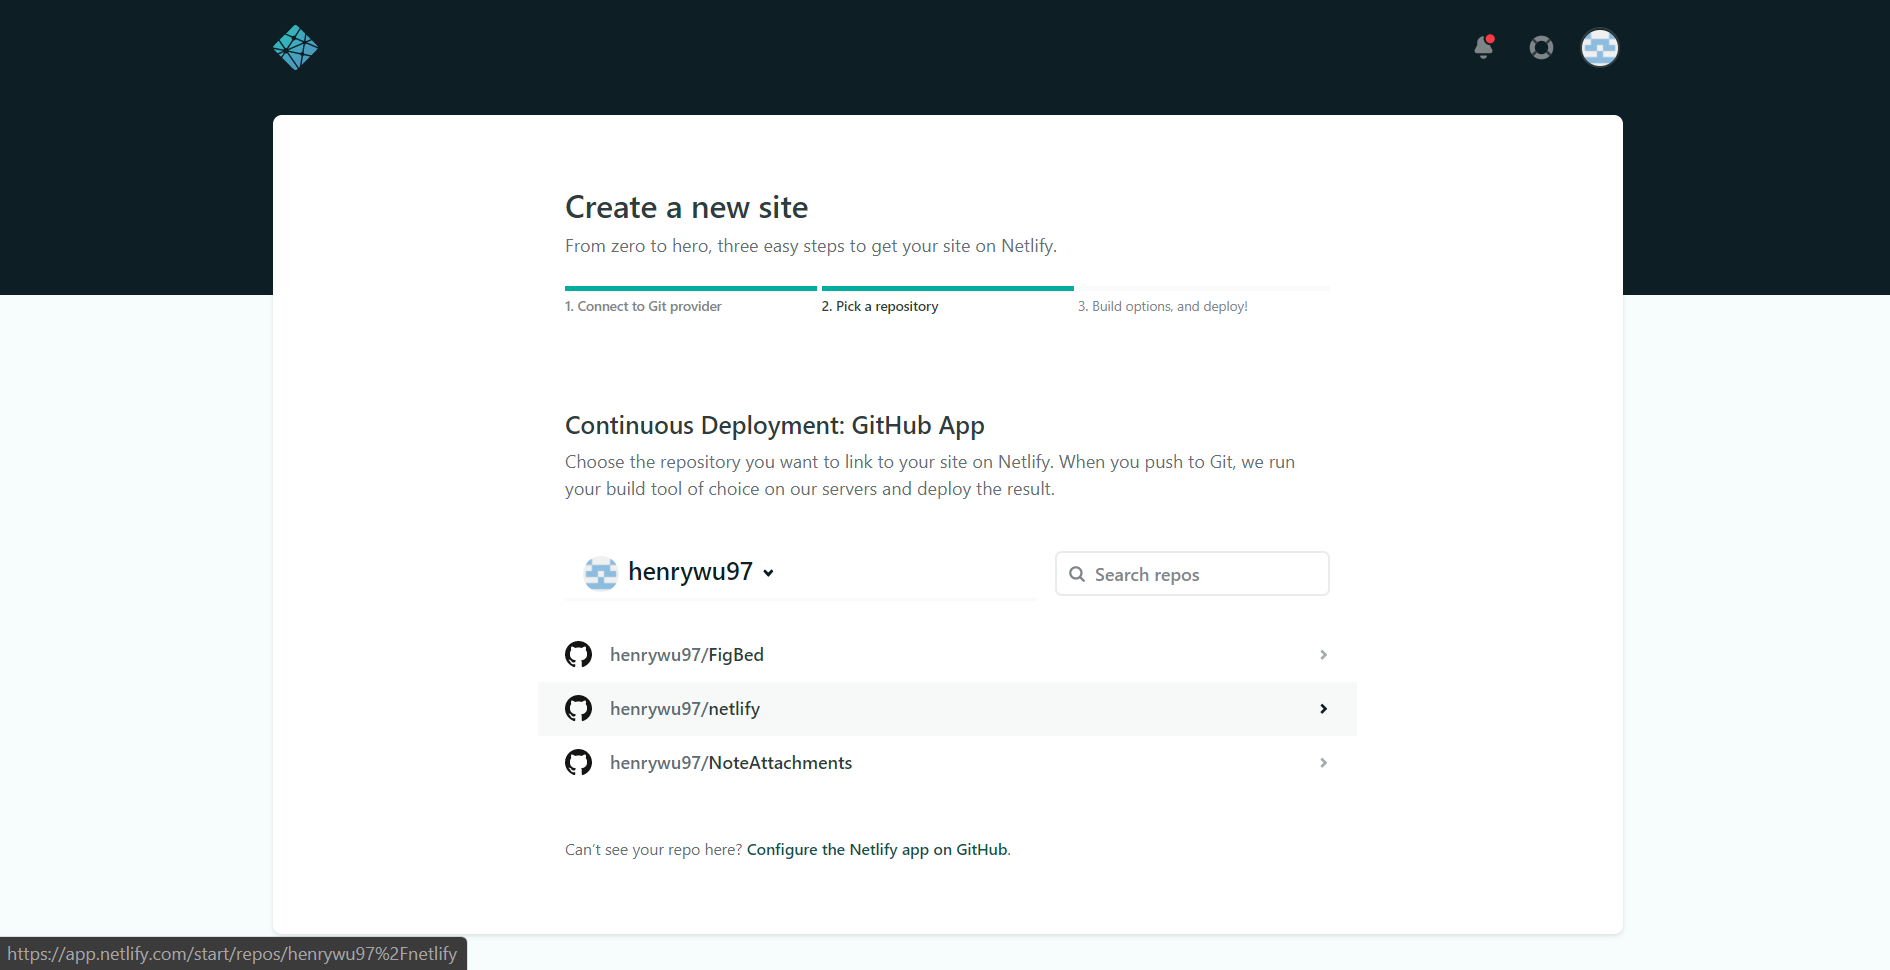 Create a new site
From zero to hero, three easy steps to get your site on Netlify.
1. Connect to Git provider
2. Pick a repository
3. Build options, and deploy!
Continuous Deployment: GitHub App
Choose the repository you want to link to your site on Netlify. When you push to Git, we run
your build tool of choice on our servers and deploy the result.
henrywu97
Search repos
henrywu97/FigBed
henrywu97/netlify
henrywu97/NoteAttachments
Can’t see your repo here? Configure the Netlify app on GitHub.
https://app.netlify.com/start/repos/henrywu97%2Fnetlify